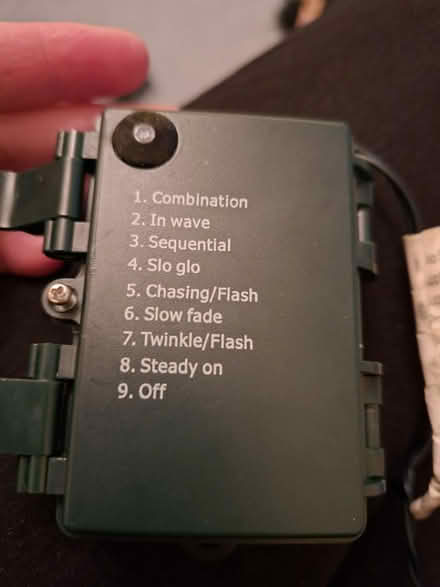 1. Combination
2. In wave
3. Sequential
4. Slo glo
5. Chasing/Flash
6. Slow fade
7. Twinkle/Flash
8. Steady on
9. Off